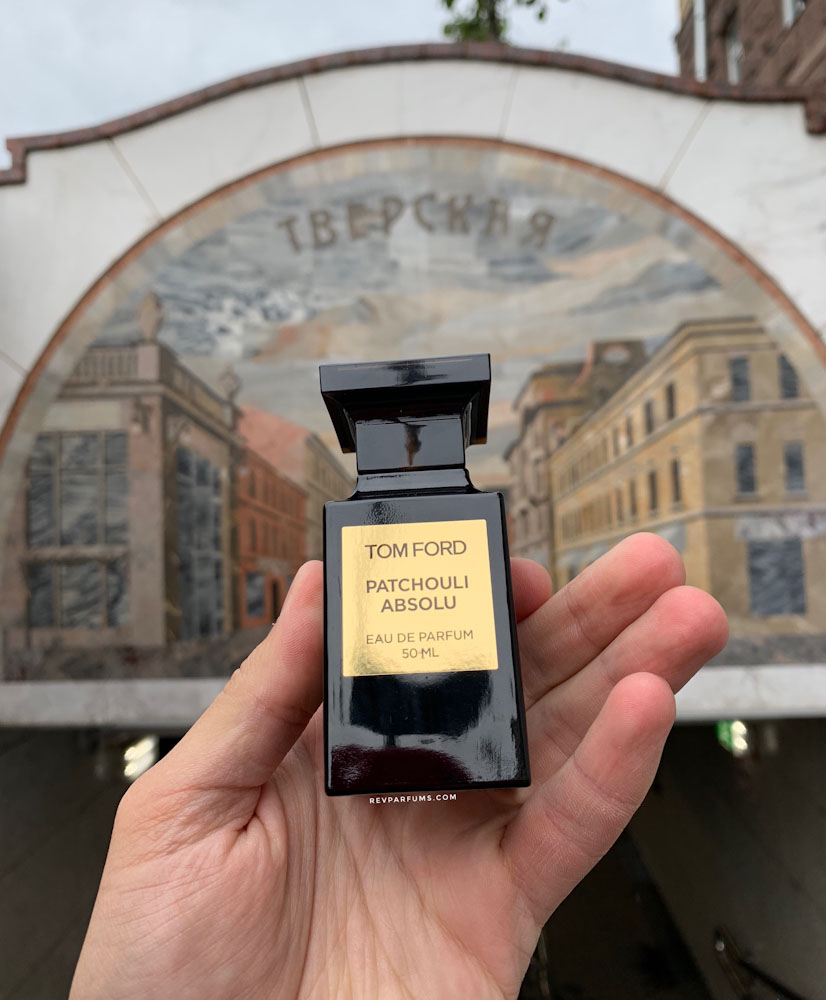 ТВЕРСКАЯ
TOM FORD
PATCHOULI
ABSOLU
EAU DE PARFUM
50 ML
REVPARFUMS.COM